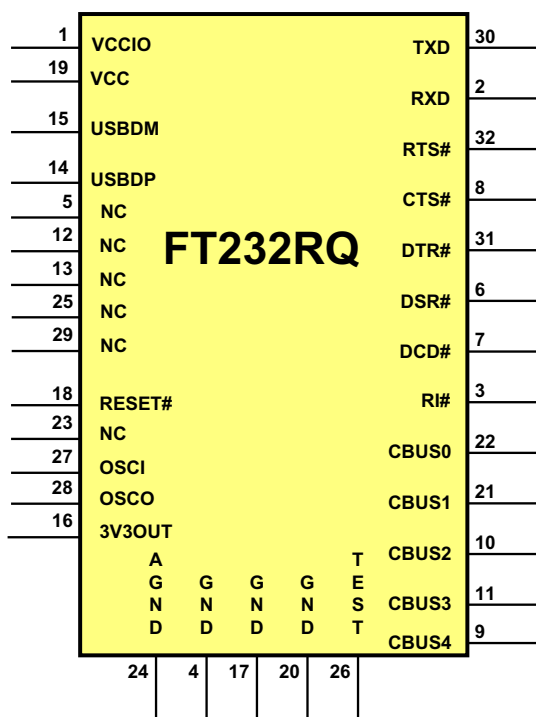 1 VCCIO TXD 30
19 VCC
RXD 2
15 USBDM
RTS# 32
14 USBDP
CTS# 8
5 NC
12 NC
FT232RQ
DTR# 31
13 NC
25 NC
DSR# 6
29 NC
DCD# 7
18 RESET#
RI# 3
23 NC
CBUS0 22
27 OSCI
28 OSCO
CBUS1 21
16 3V3OUT
CBUS2 10
CBUS3 11
CBUS4 9
AGND
GND
GND
GND
TEST
24 4 17 20 26